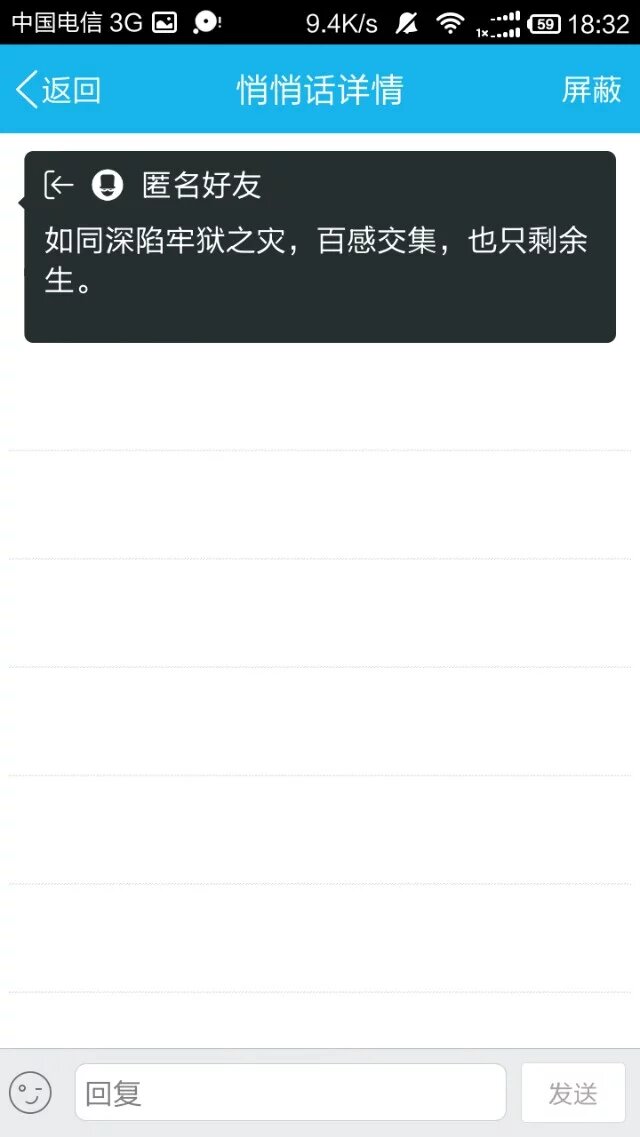 中国电信 3G 9.4K/s 1x 59 18:32
返回 悄悄话详情 屏蔽
匿名好友
如同深陷牢狱之灾，百感交集，也只剩余
生。
回复 发送